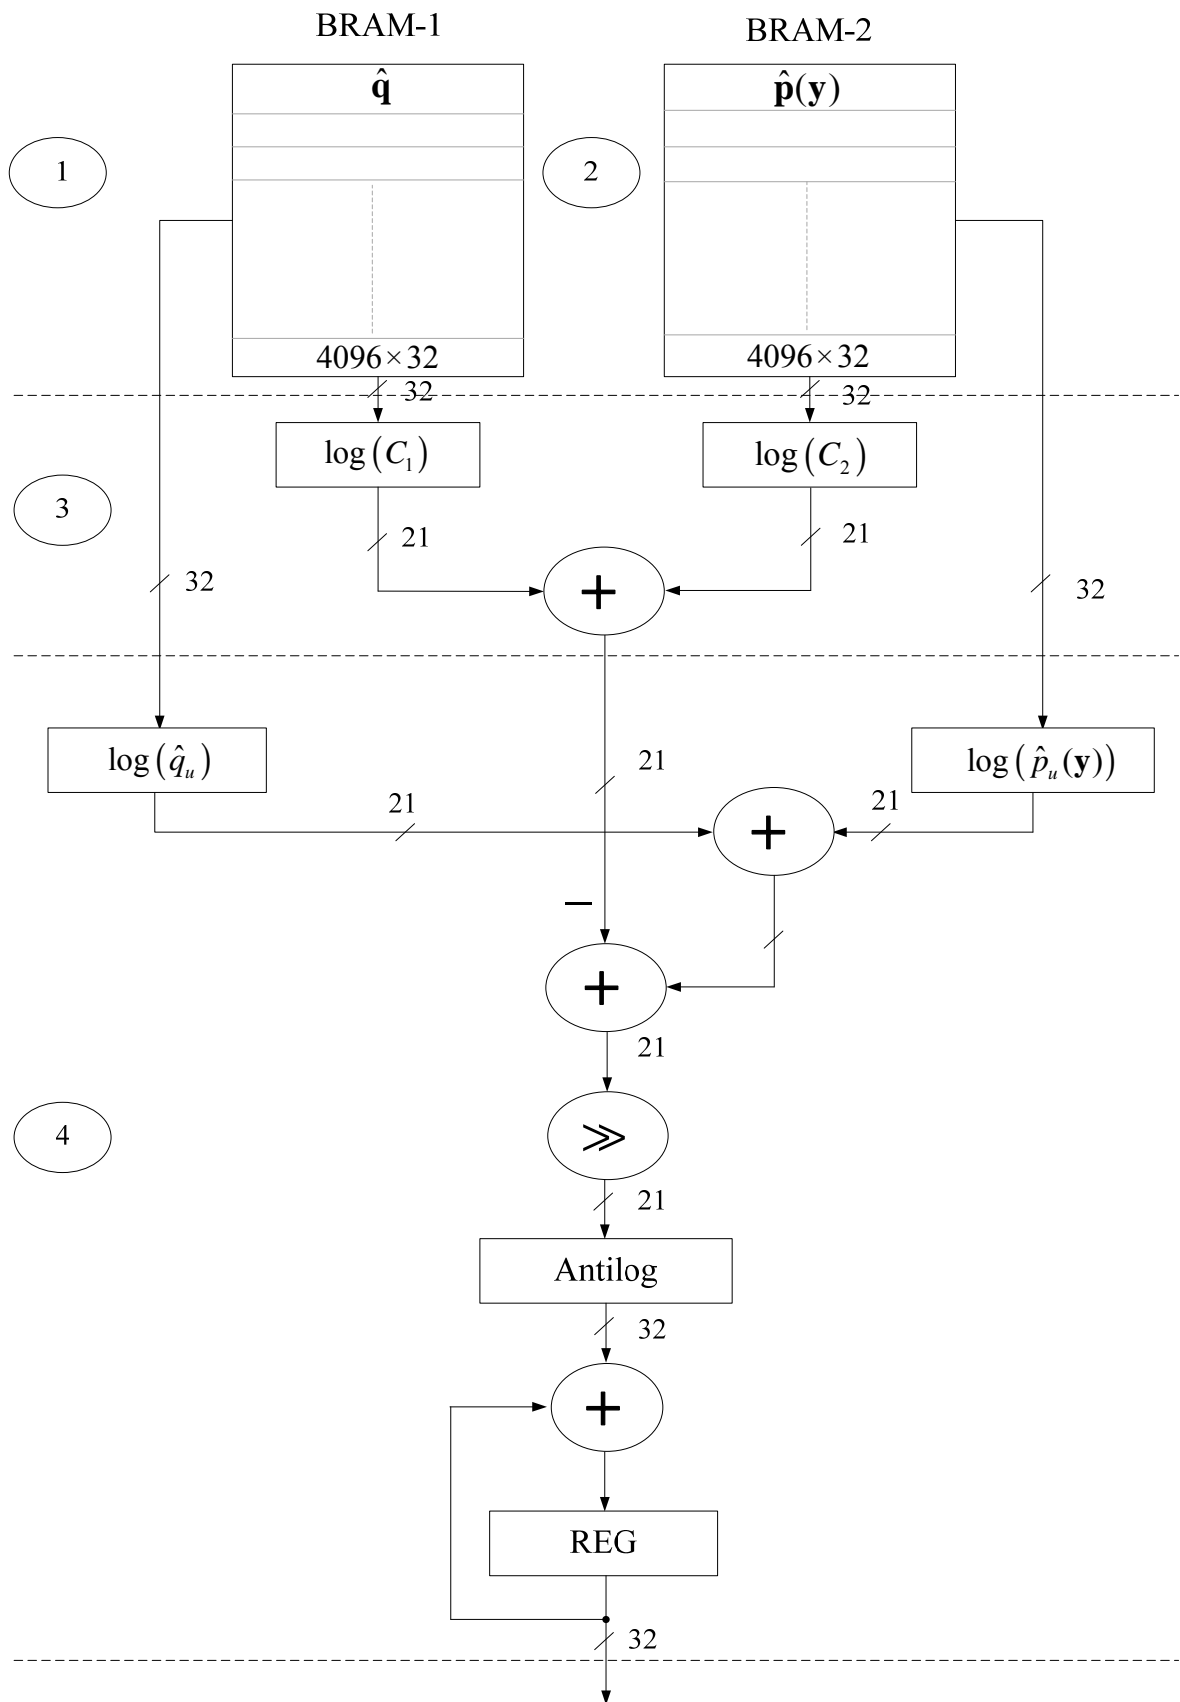 BRAM-1
BRAM-2
q̂
p̂(y)
1
2
4096×32
4096×32
32
32
log(C₁)
log(C₂)
3
21
21
+
32
32
log(q̂ᵤ)
21
log(p̂ᵤ(y))
21
21
+
−
+
21
4
≫
21
Antilog
32
+
REG
32